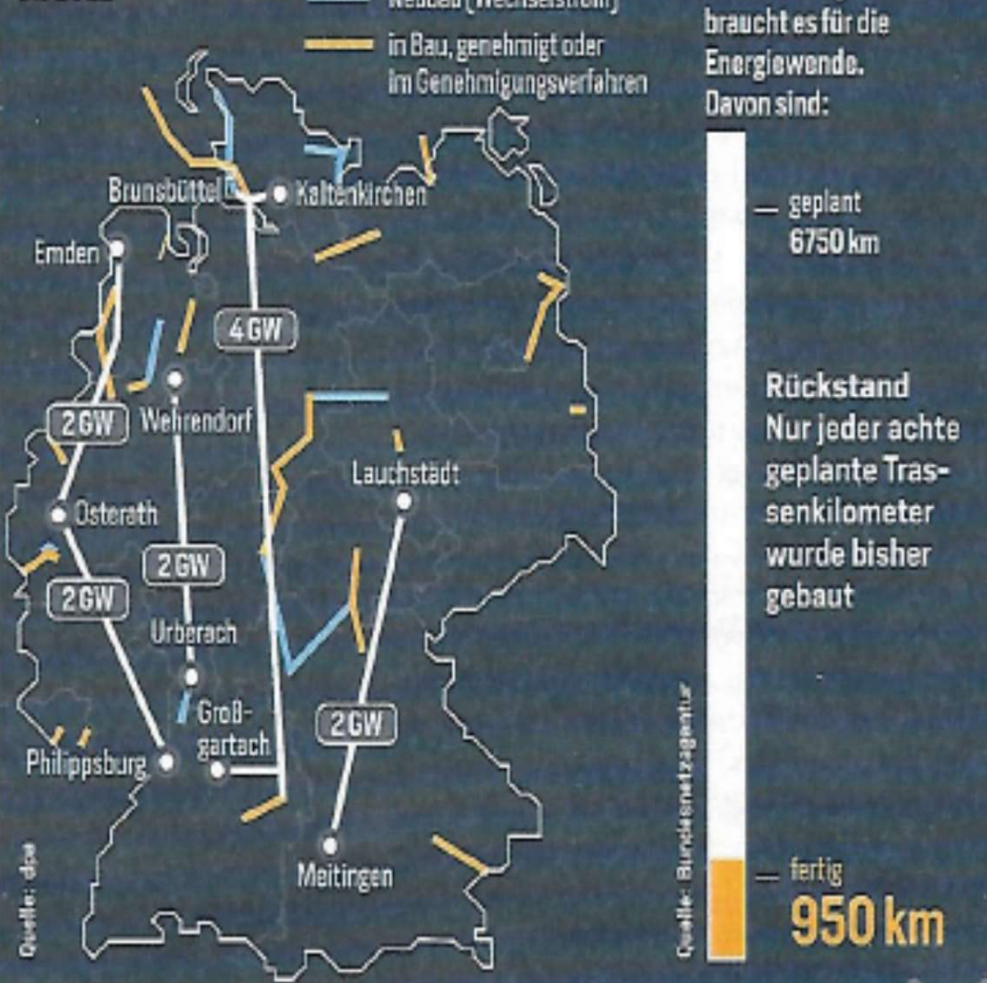 Neubau (Wechselstrom)
in Bau, genehmigt oder
im Genehmigungsverfahren
braucht es für die
Energiewende.
Davon sind:
Brunsbüttel
Kaltenkirchen
Emden
4 GW
2 GW
Wehrendorf
Lauchstädt
Osterath
2 GW
2 GW
Urberach
Groß-
gartach
2 GW
Philippsburg
Meitingen
Quelle: dpa
geplant
6750 km
Rückstand
Nur jeder achte
geplante Tras-
senkilometer
wurde bisher
gebaut
fertig
950 km
Quelle: Bundesnetzagentur